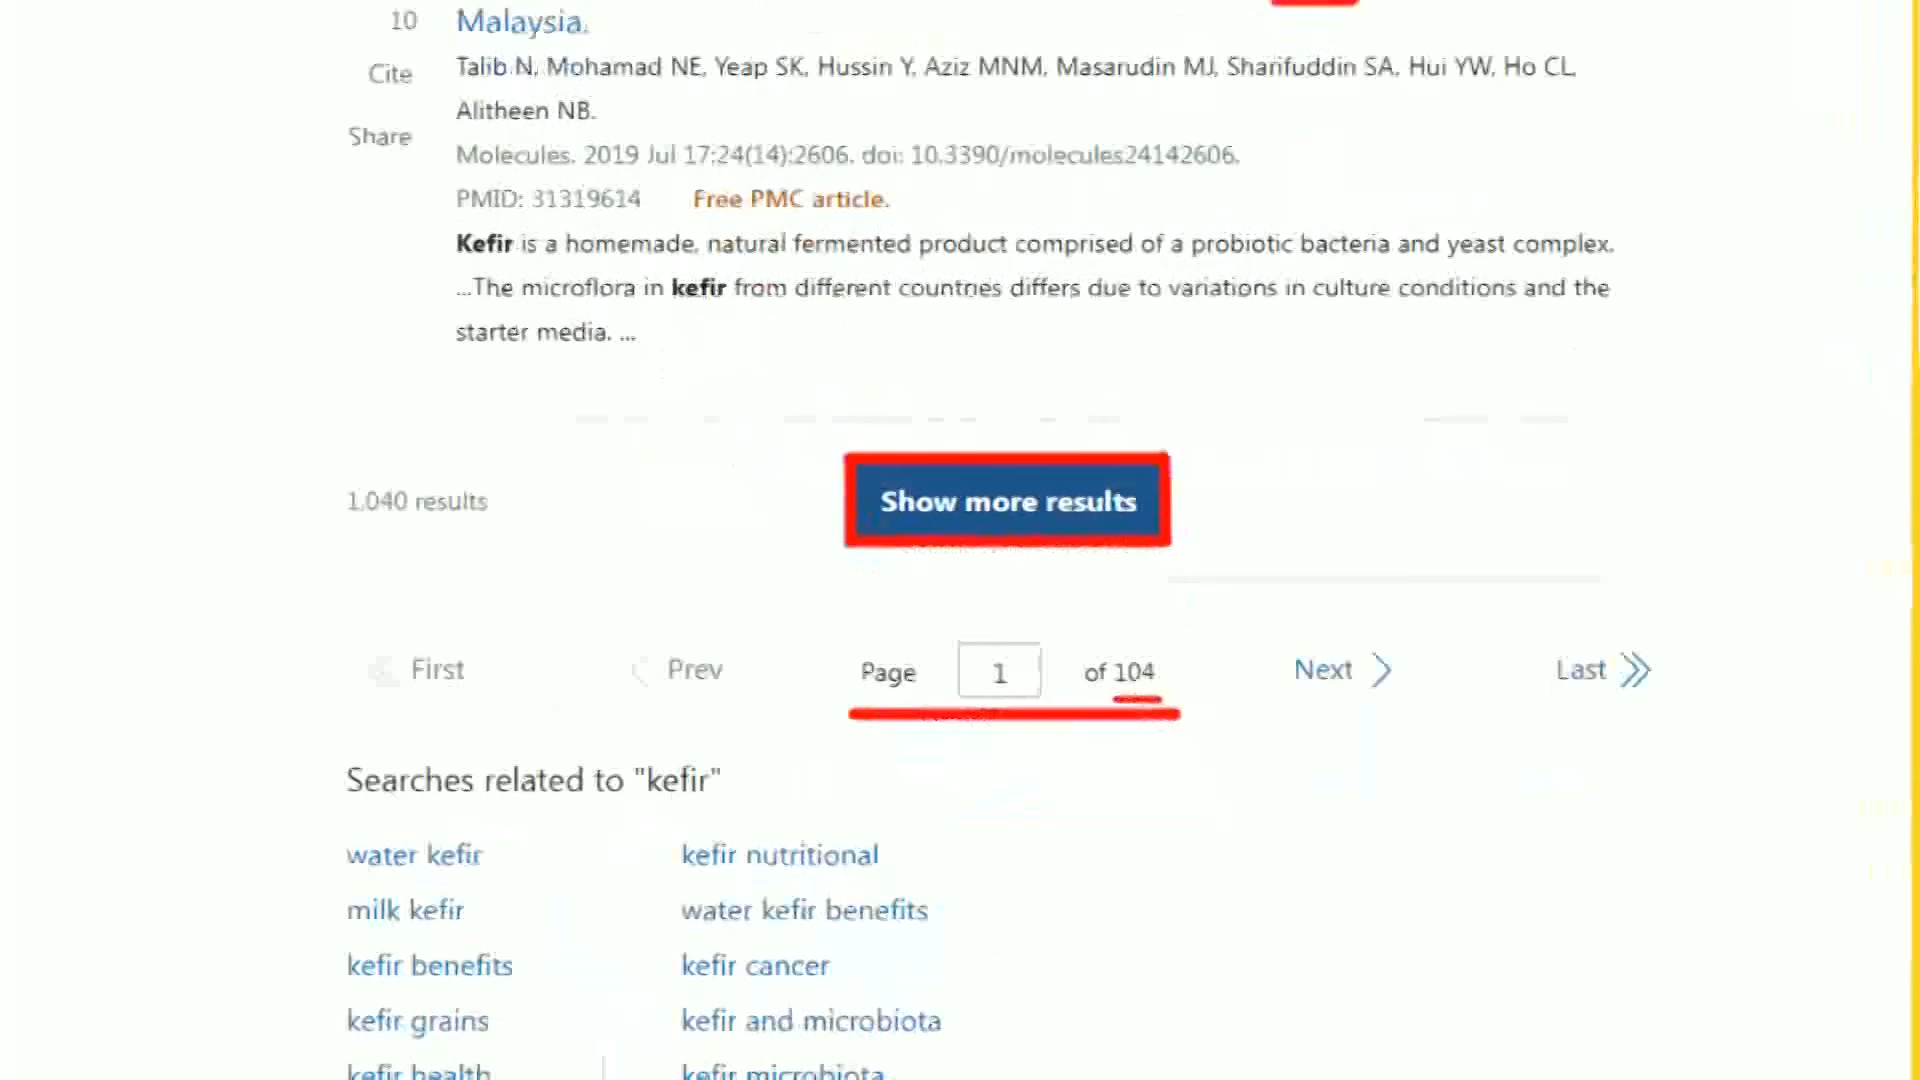 10 Malaysia.
Cite Talib N, Mohamad NE, Yeap SK, Hussin Y, Aziz MNM, Masarudin MJ, Sharifuddin SA, Hui YW, Ho CL,
Alitheen NB.
Share
Molecules. 2019 Jul 17;24(14):2606. doi: 10.3390/molecules24142606.
PMID: 31319614 Free PMC article.
Kefir is a homemade, natural fermented product comprised of a probiotic bacteria and yeast complex.
...The microflora in kefir from different countries differs due to variations in culture conditions and the
starter media. ...
1,040 results Show more results
First Prev Page 1 of 104 Next Last
Searches related to "kefir"
water kefir kefir nutritional
milk kefir water kefir benefits
kefir benefits kefir cancer
kefir grains kefir and microbiota
kefir health kefir microbiota